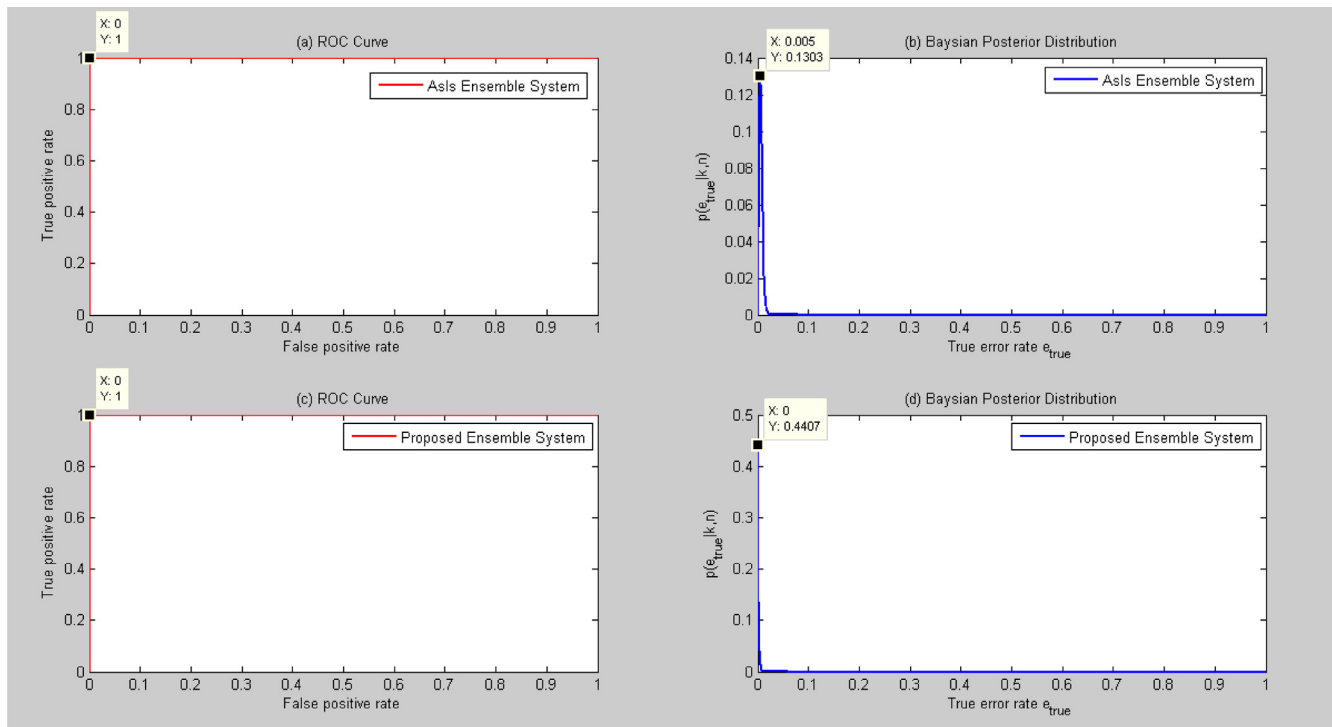 X: 0
Y: 1
(a) ROC Curve
AsIs Ensemble System
True positive rate
1
0.8
0.6
0.4
0.2
0
0 0.1 0.2 0.3 0.4 0.5 0.6 0.7 0.8 0.9 1
False positive rate
X: 0.005
Y: 0.1303
(b) Baysian Posterior Distribution
AsIs Ensemble System
p(e_true|k,n)
0.14
0.12
0.1
0.08
0.06
0.04
0.02
0
0 0.1 0.2 0.3 0.4 0.5 0.6 0.7 0.8 0.9 1
True error rate e_true
X: 0
Y: 1
(c) ROC Curve
Proposed Ensemble System
True positive rate
1
0.8
0.6
0.4
0.2
0
0 0.1 0.2 0.3 0.4 0.5 0.6 0.7 0.8 0.9 1
False positive rate
X: 0
Y: 0.4407
(d) Baysian Posterior Distribution
Proposed Ensemble System
p(e_true|k,n)
0.5
0.4
0.3
0.2
0.1
0
0 0.1 0.2 0.3 0.4 0.5 0.6 0.7 0.8 0.9 1
True error rate e_true